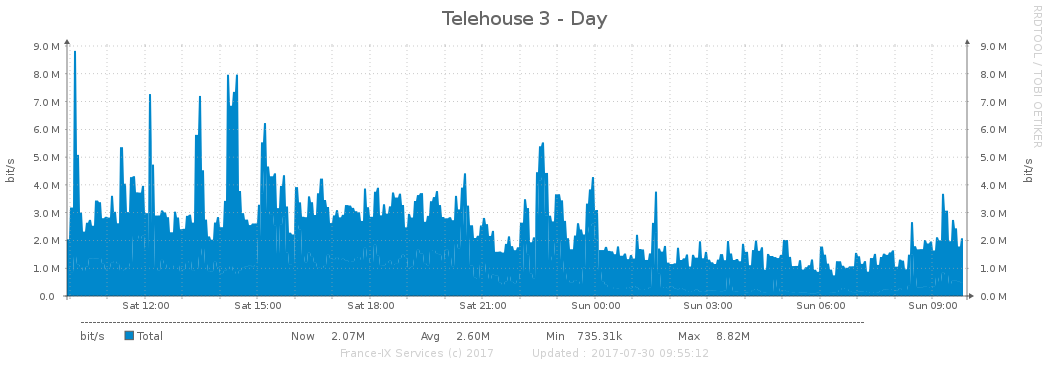 Telehouse 3 - Day
RRDTOOL / TOBI OETIKER
bit/s
9.0 M
8.0 M
7.0 M
6.0 M
5.0 M
4.0 M
3.0 M
2.0 M
1.0 M
0.0
9.0 M
8.0 M
7.0 M
6.0 M
5.0 M
4.0 M
3.0 M
2.0 M
1.0 M
0.0 M
bit/s
Sat 12:00 Sat 15:00 Sat 18:00 Sat 21:00 Sun 00:00 Sun 03:00 Sun 06:00 Sun 09:00
bit/s Total Now 2.07M Avg 2.60M Min 735.31k Max 8.82M
France-IX Services (c) 2017 Updated : 2017-07-30 09:55:12